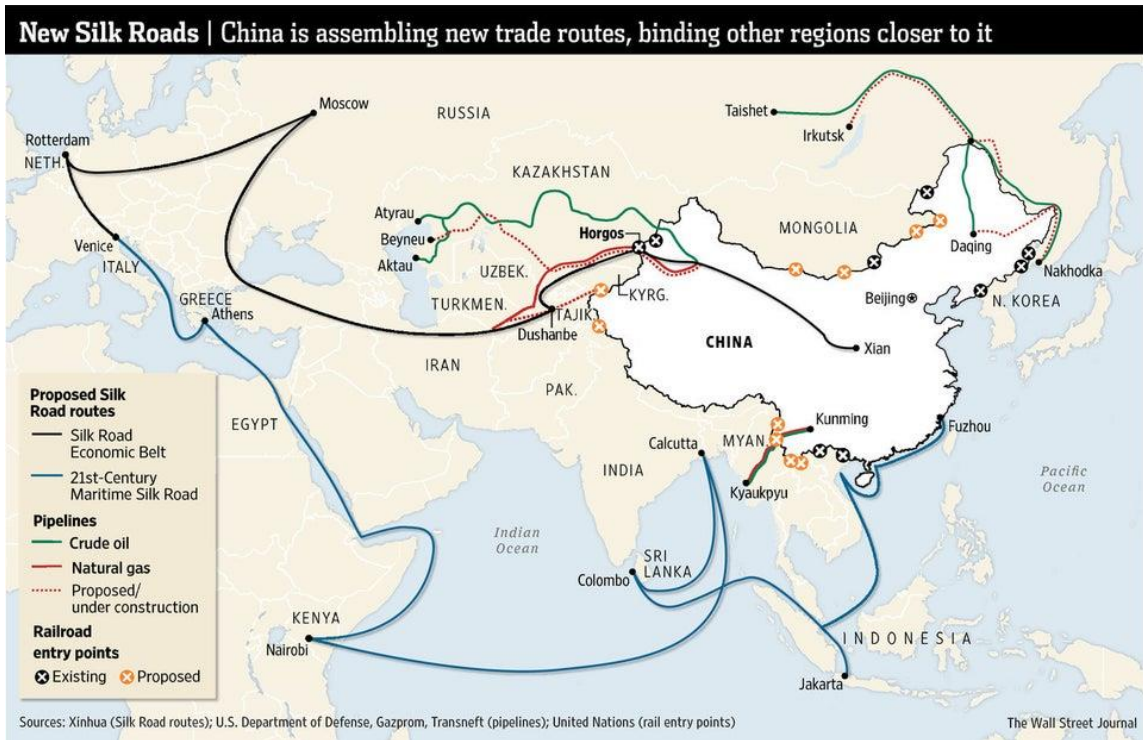 New Silk Roads | China is assembling new trade routes, binding other regions closer to it
Moscow
RUSSIA
Taishet
Irkutsk
Rotterdam
NETH.
KAZAKHSTAN
Atyrau
Beyneu
Aktau
Horgos
MONGOLIA
Daqing
Nakhodka
Venice
ITALY
UZBEK.
GREECE
Athens
TURKMEN.
KYRG.
TAJIK.
Dushanbe
Beijing
N. KOREA
CHINA
Xian
IRAN
PAK.
EGYPT
Kunming
MYAN.
Fuzhou
Calcutta
INDIA
Kyaukpyu
Pacific
Ocean
Indian
Ocean
SRI
LANKA
Colombo
KENYA
Nairobi
INDONESIA
Jakarta
Proposed Silk
Road routes
Silk Road
Economic Belt
21st-Century
Maritime Silk Road
Pipelines
Crude oil
Natural gas
Proposed/
under construction
Railroad
entry points
Existing Proposed
Sources: Xinhua (Silk Road routes); U.S. Department of Defense, Gazprom, Transneft (pipelines); United Nations (rail entry points)
The Wall Street Journal